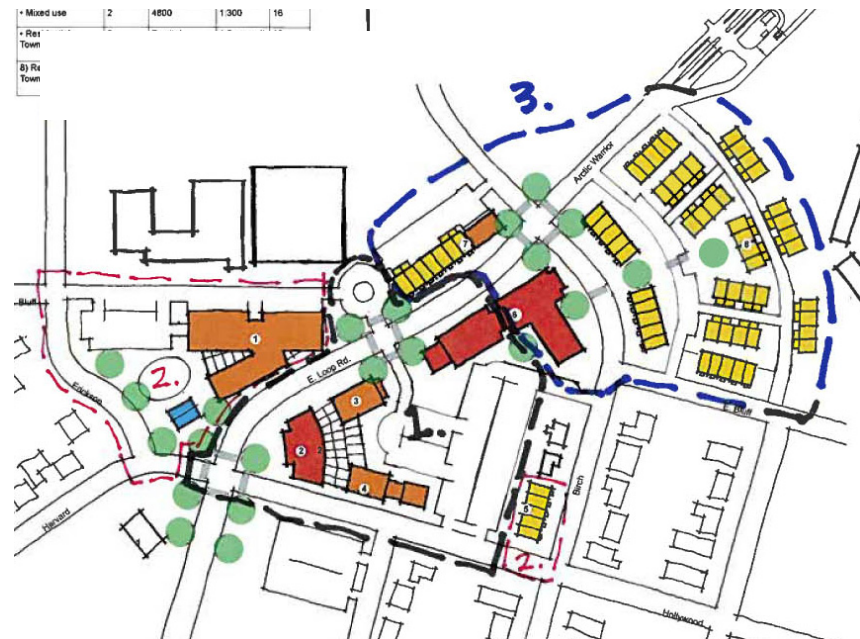 • Mixed use 2 4800 1:300 16
Town
8) Re
Town
3.
Arctic Warrior
7
8
6
Bluff
1
E. Loop Rd.
2.
Erickson
3
E. Bluff
2 2
4
5
Birch
Harvard
2.
Hollywood